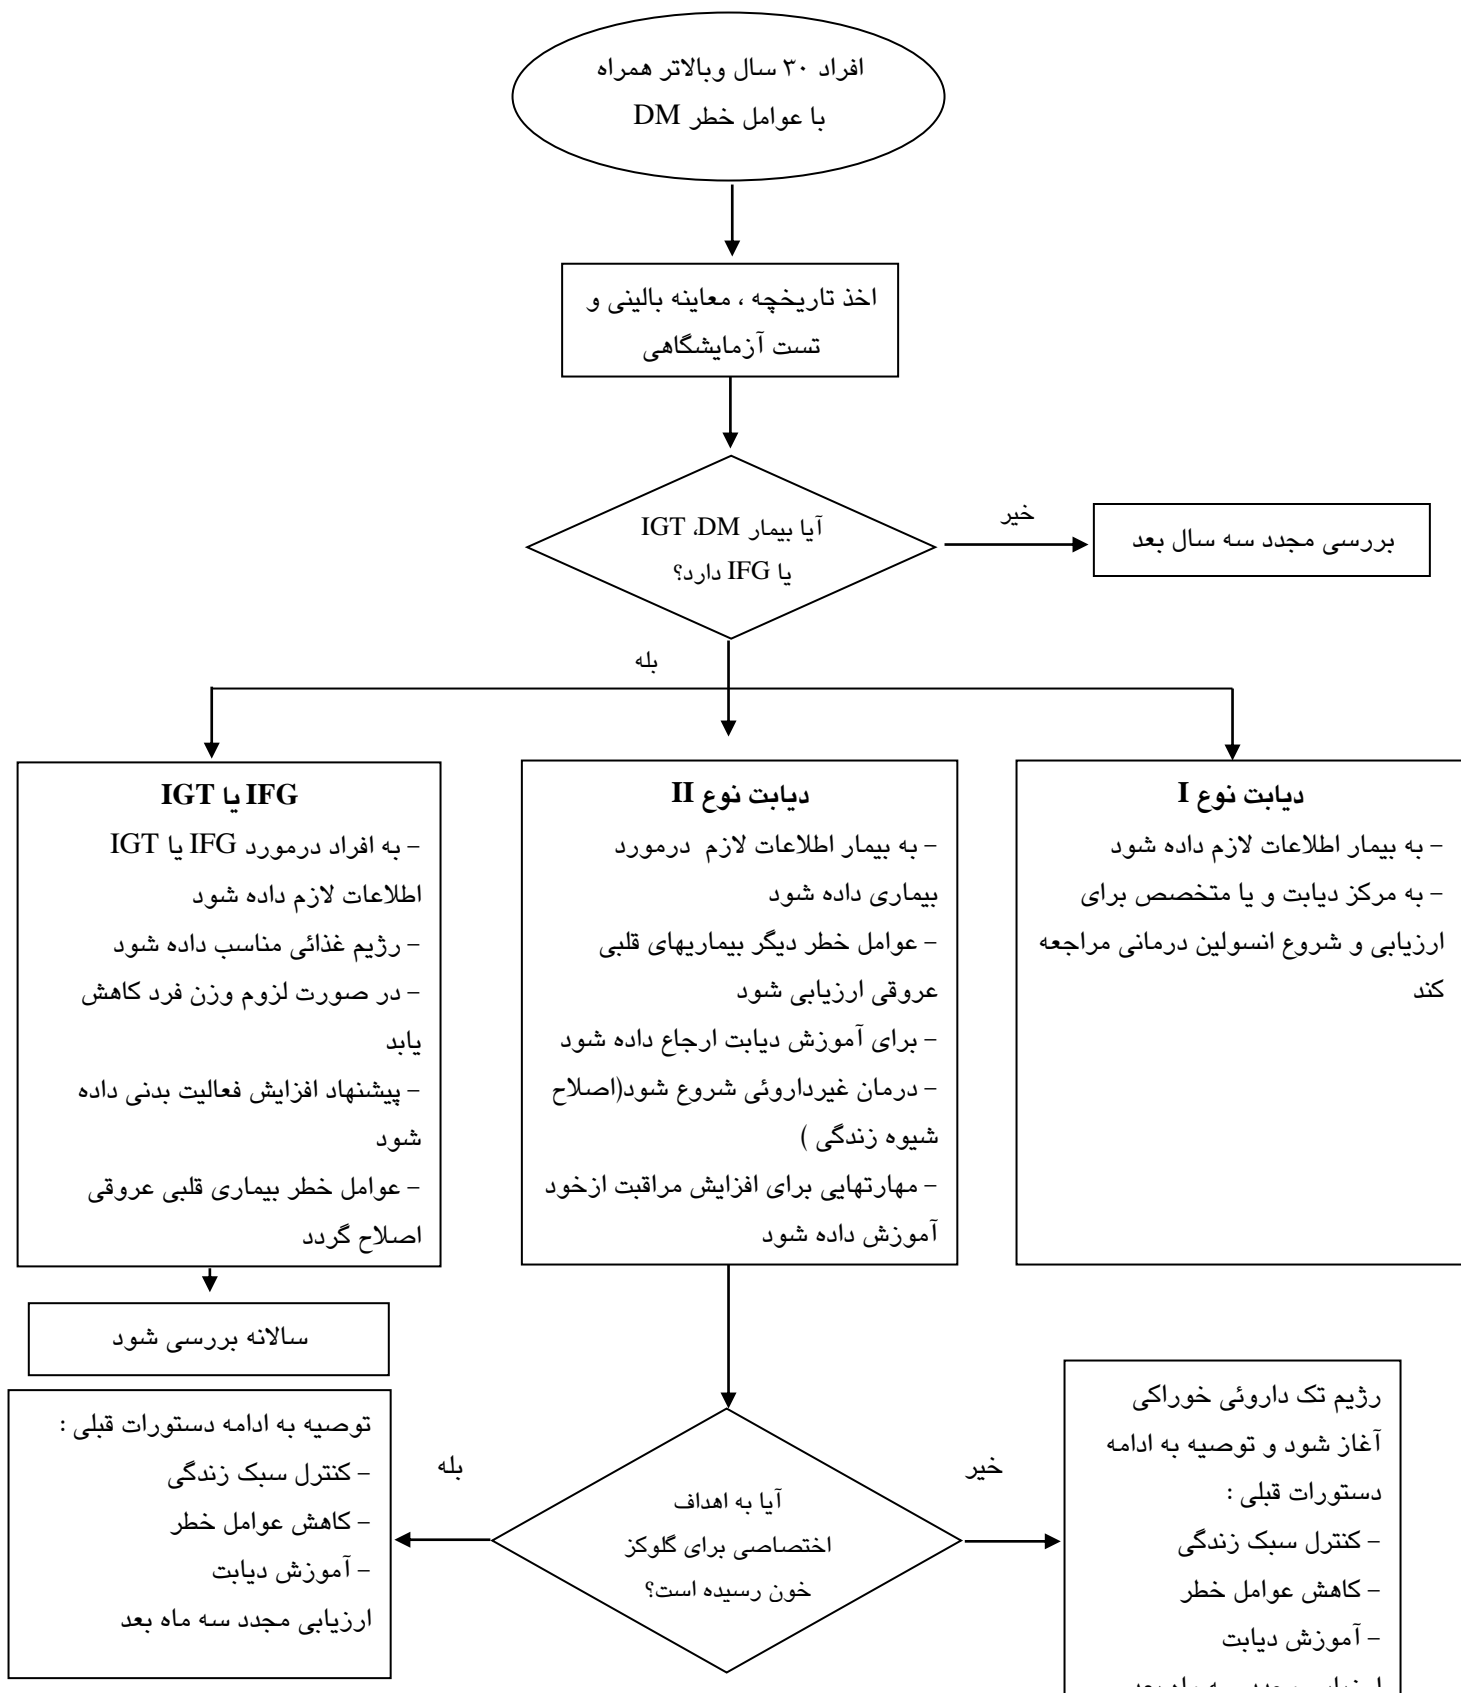 افراد ۳۰ سال وبالاتر همراه
با عوامل خطر DM
اخذ تاریخچه ، معاینه بالینی و
تست آزمایشگاهی
آیا بیمار DM، IGT
یا IFG دارد؟
خیر
بررسی مجدد سه سال بعد
بله
دیابت نوع I
– به بیمار اطلاعات لازم داده شود
– به مرکز دیابت و یا متخصص برای
ارزیابی و شروع انسولین درمانی مراجعه
کند
دیابت نوع II
– به بیمار اطلاعات لازم درمورد
بیماری داده شود
– عوامل خطر دیگر بیماریهای قلبی
عروقی ارزیابی شود
– برای آموزش دیابت ارجاع داده شود
– درمان غیرداروئی شروع شود(اصلاح
شیوه زندگی )
– مهارتهایی برای افزایش مراقبت ازخود
آموزش داده شود
IFG یا IGT
– به افراد درمورد IFG یا IGT
اطلاعات لازم داده شود
– رژیم غذائی مناسب داده شود
– در صورت لزوم وزن فرد کاهش
یابد
– پیشنهاد افزایش فعالیت بدنی داده
شود
– عوامل خطر بیماری قلبی عروقی
اصلاح گردد
سالانه بررسی شود
آیا به اهداف
اختصاصی برای گلوکز
خون رسیده است؟
خیر
رژیم تک داروئی خوراکی
آغاز شود و توصیه به ادامه
دستورات قبلی :
– کنترل سبک زندگی
– کاهش عوامل خطر
– آموزش دیابت
ارزیابی مجدد سه ماه بعد
بله
توصیه به ادامه دستورات قبلی :
– کنترل سبک زندگی
– کاهش عوامل خطر
– آموزش دیابت
ارزیابی مجدد سه ماه بعد